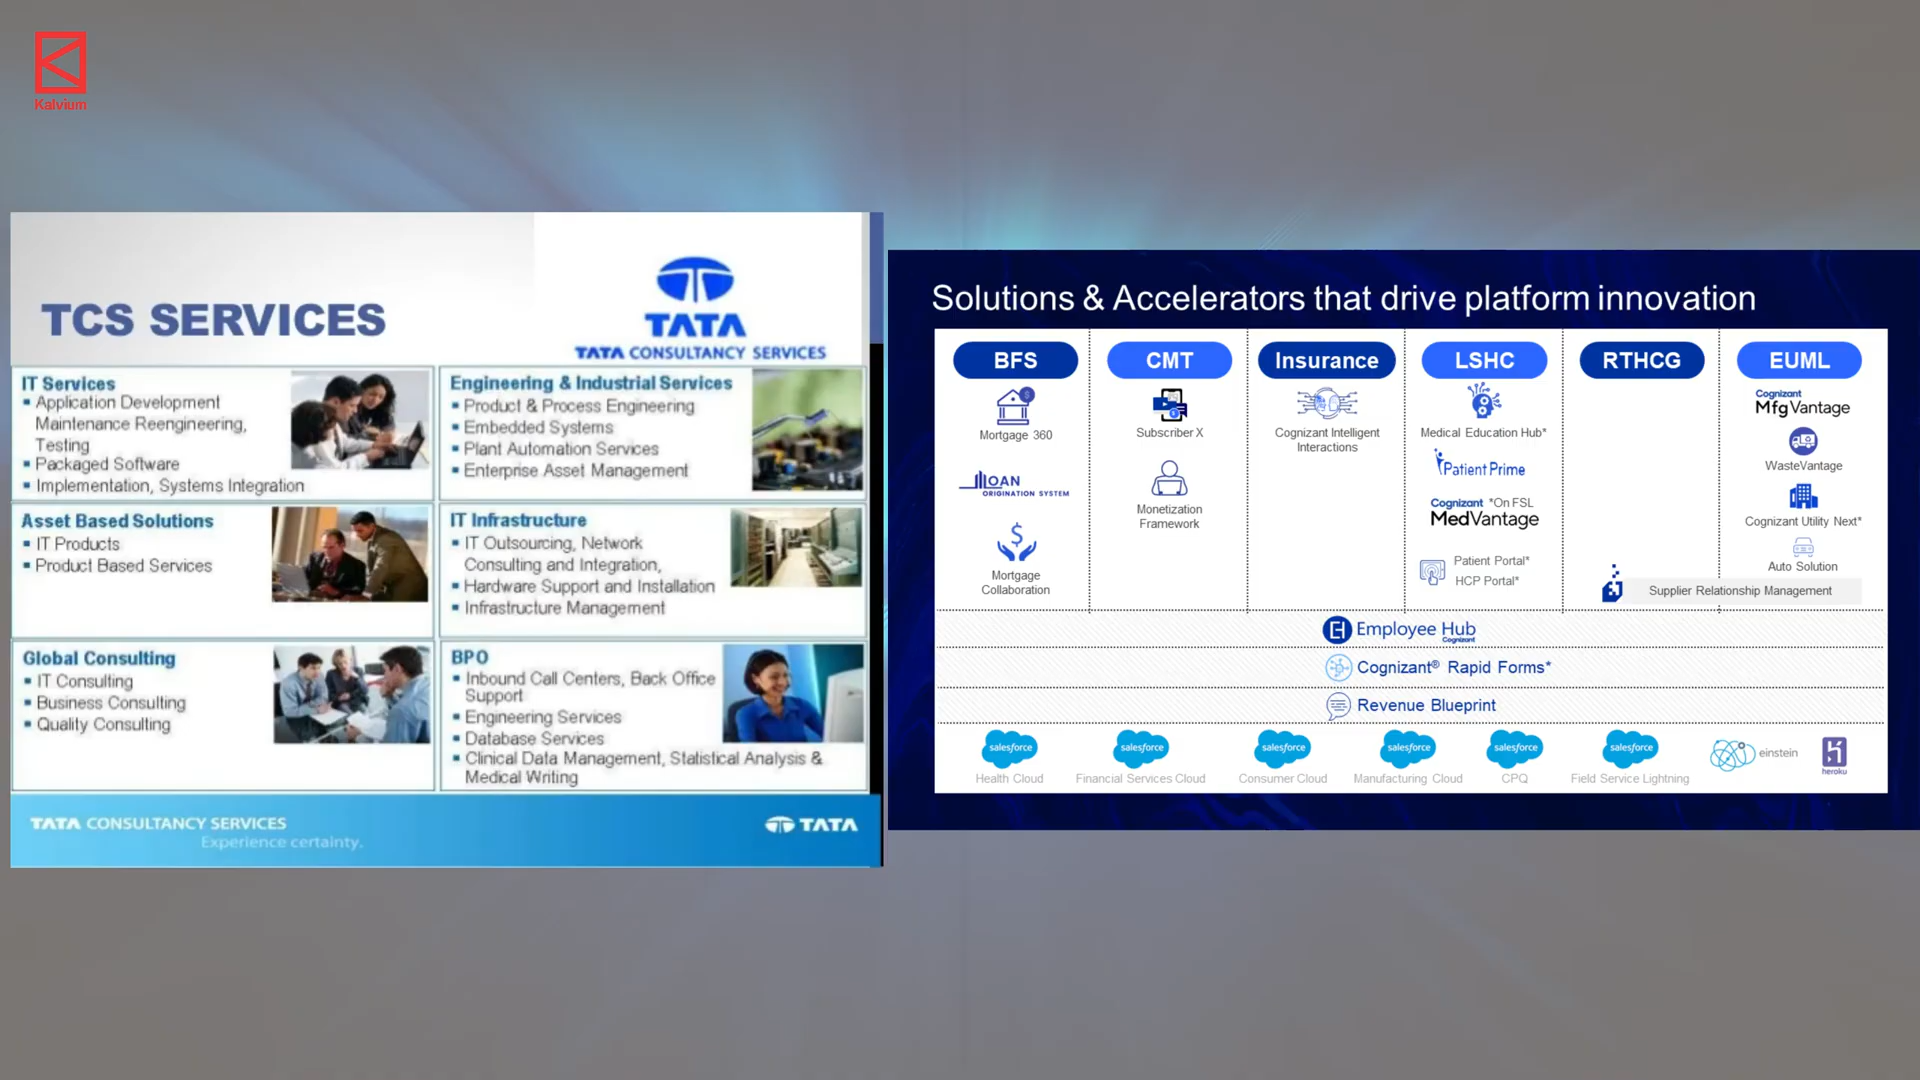 Kalvium
TCS SERVICES
TATA
TATA CONSULTANCY SERVICES
IT Services
▪ Application Development
Maintenance Reengineering,
Testing
▪ Packaged Software
▪ Implementation, Systems Integration
Engineering & Industrial Services
▪ Product & Process Engineering
▪ Embedded Systems
▪ Plant Automation Services
▪ Enterprise Asset Management
Asset Based Solutions
▪ IT Products
▪ Product Based Services
IT Infrastructure
▪ IT Outsourcing, Network
Consulting and Integration,
▪ Hardware Support and Installation
▪ Infrastructure Management
Global Consulting
▪ IT Consulting
▪ Business Consulting
▪ Quality Consulting
BPO
▪ Inbound Call Centers, Back Office
Support
▪ Engineering Services
▪ Database Services
▪ Clinical Data Management, Statistical Analysis &
Medical Writing
TATA CONSULTANCY SERVICES
Experience certainty.
TATA
Solutions & Accelerators that drive platform innovation
BFS
Mortgage 360
LOAN
ORIGINATION SYSTEM
Mortgage
Collaboration
CMT
Subscriber X
Monetization
Framework
Insurance
Cognizant Intelligent
Interactions
LSHC
Medical Education Hub*
Patient Prime
Cognizant *On FSL
MedVantage
Patient Portal*
HCP Portal*
RTHCG
EUML
Cognizant
MfgVantage
WasteVantage
Cognizant Utility Next*
Auto Solution
Supplier Relationship Management
Employee Hub
Cognizant
Cognizant® Rapid Forms*
Revenue Blueprint
salesforce
Health Cloud
salesforce
Financial Services Cloud
salesforce
Consumer Cloud
salesforce
Manufacturing Cloud
salesforce
CPQ
salesforce
Field Service Lightning
einstein
heroku